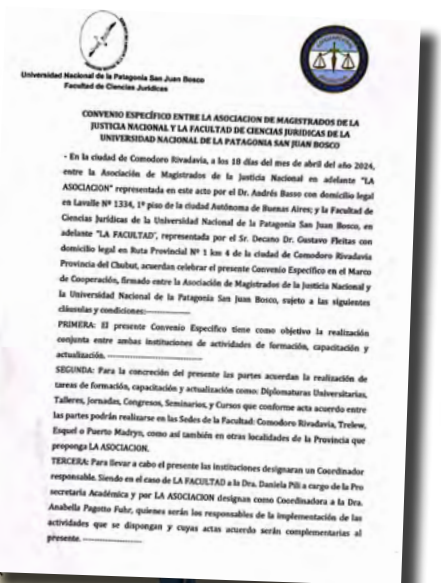 Universidad Nacional de la Patagonia San Juan Bosco
Facultad de Ciencias Jurídicas
CONVENIO ESPECÍFICO ENTRE LA ASOCIACION DE MAGISTRADOS DE LA
JUSTICIA NACIONAL Y LA FACULTAD DE CIENCIAS JURIDICAS DE LA
UNIVERSIDAD NACIONAL DE LA PATAGONIA SAN JUAN BOSCO
- En la ciudad de Comodoro Rivadavia, a los 18 días del mes de abril del año 2024,
entre la Asociación de Magistrados de la Justicia Nacional en adelante "LA
ASOCIACION" representada en este acto por el Dr. Andrés Basso con domicilio legal
en Lavalle Nº 1334, 1º piso de la ciudad Autónoma de Buenos Aires; y la Facultad de
Ciencias Jurídicas de la Universidad Nacional de la Patagonia San Juan Bosco, en
adelante "LA FACULTAD", representada por el Sr. Decano Dr. Gustavo Fleitas con
domicilio legal en Ruta Provincial Nº 1 km 4 de la ciudad de Comodoro Rivadavia
Provincia del Chubut, acuerdan celebrar el presente Convenio Específico en el Marco
de Cooperación, firmado entre la Asociación de Magistrados de la Justicia Nacional y
la Universidad Nacional de la Patagonia San Juan Bosco, sujeto a las siguientes
cláusulas y condiciones:------------
PRIMERA: El presente Convenio Específico tiene como objetivo la realización
conjunta entre ambas instituciones de actividades de formación, capacitación y
actualización. ------------------------
SEGUNDA: Para la concreción del presente las partes acuerdan la realización de
tareas de formación, capacitación y actualización como: Diplomaturas Universitarias,
Talleres, Jornadas, Congresos, Seminarios, y Cursos que conforme acta acuerdo entre
las partes podrán realizarse en las Sedes de la Facultad: Comodoro Rivadavia, Trelew,
Esquel o Puerto Madryn, como así también en otras localidades de la Provincia que
proponga LA ASOCIACION.
TERCERA: Para llevar a cabo el presente las instituciones designaran un Coordinador
responsable. Siendo en el caso de LA FACULTAD a la Dra. Daniela Pili a cargo de la Pro
secretaría Académica y por LA ASOCIACION designan como Coordinadora a la Dra.
Anabella Pagotto Fuhr, quienes serán los responsables de la implementación de las
actividades que se dispongan y cuyas actas acuerdo serán complementarias al
presente. -----------------